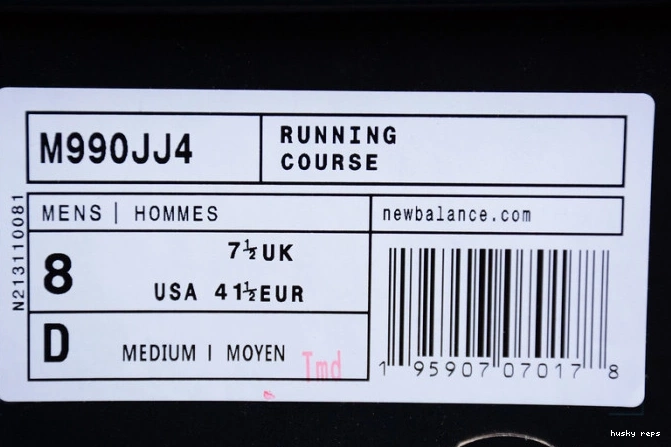 M990JJ4
RUNNING
COURSE
MENS | HOMMES
newbalance.com
8
7½UK
USA 41½EUR
D
MEDIUM | MOYEN
Tmd
N2131110081
1 95907 07017 8
husky reps